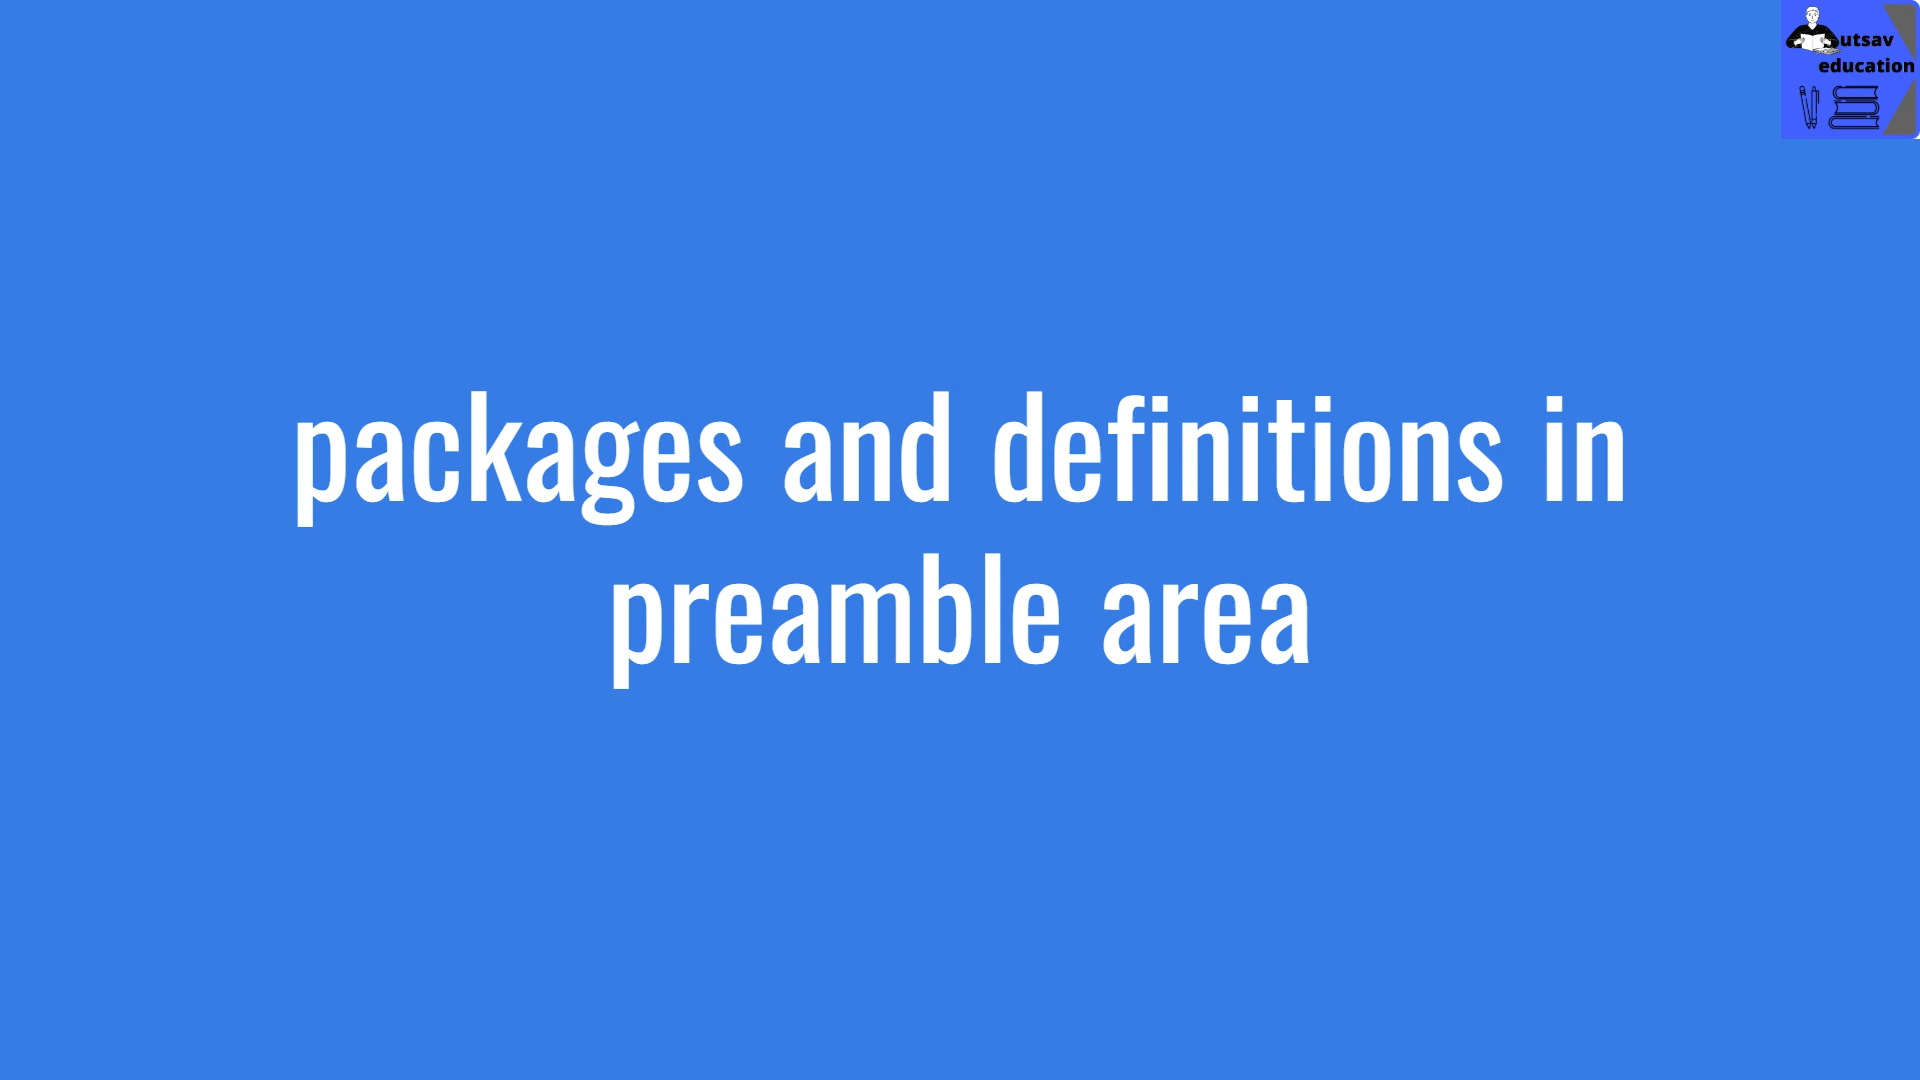 utsav
education
packages and definitions in
preamble area